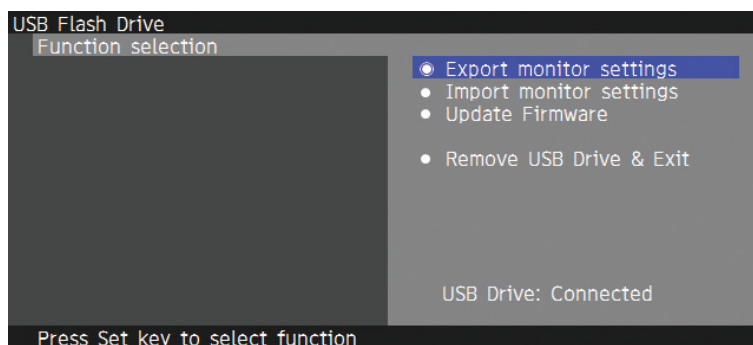 USB Flash Drive
Function selection
Export monitor settings
Import monitor settings
Update Firmware
Remove USB Drive & Exit
USB Drive: Connected
Press Set key to select function